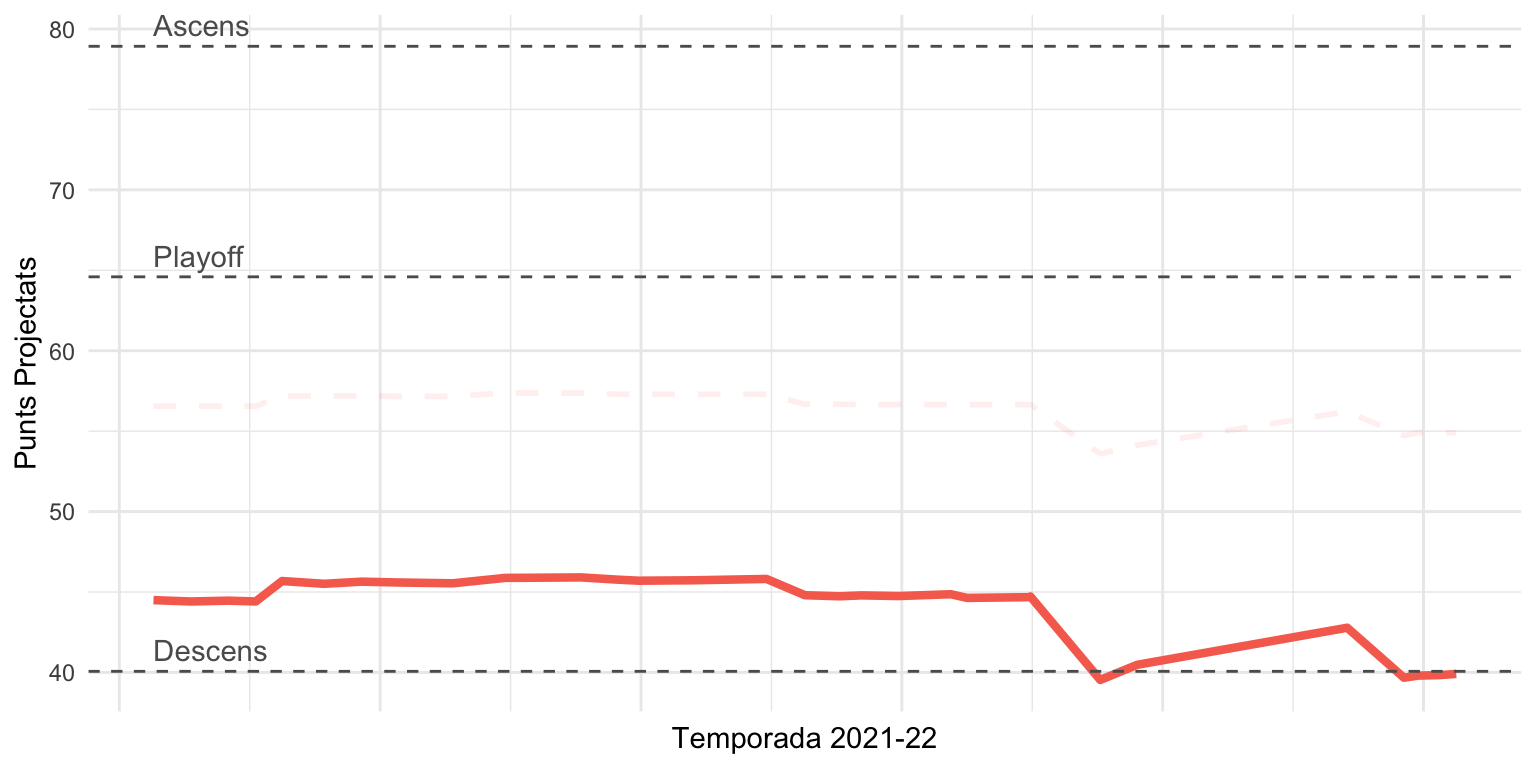 80
Ascens
70
Playoff
60
Punts Projectats
50
Descens
40
Temporada 2021-22